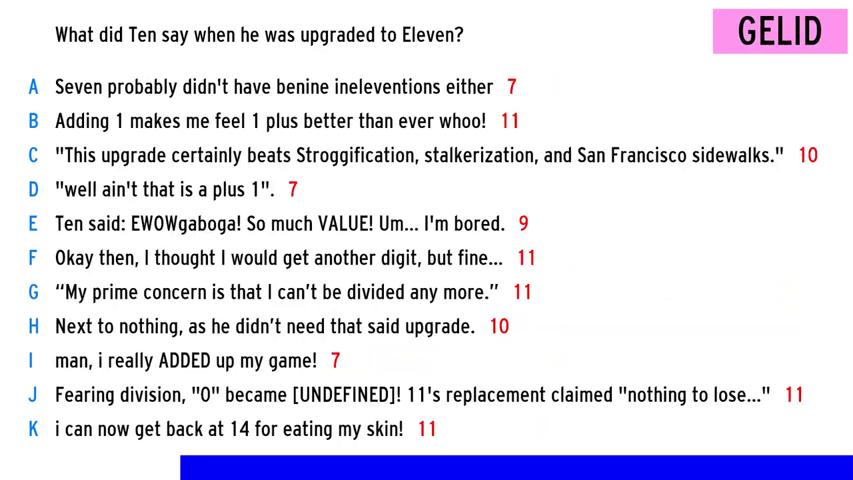 What did Ten say when he was upgraded to Eleven?
GELID
A Seven probably didn't have benine ineleventions either 7
B Adding 1 makes me feel 1 plus better than ever whoo! 11
C "This upgrade certainly beats Stroggification, stalkerization, and San Francisco sidewalks." 10
D "well ain't that is a plus 1". 7
E Ten said: EWOWgaboga! So much VALUE! Um... I'm bored. 9
F Okay then, I thought I would get another digit, but fine... 11
G “My prime concern is that I can’t be divided any more.” 11
H Next to nothing, as he didn’t need that said upgrade. 10
I man, i really ADDED up my game! 7
J Fearing division, "0" became [UNDEFINED]! 11's replacement claimed "nothing to lose..." 11
K i can now get back at 14 for eating my skin! 11